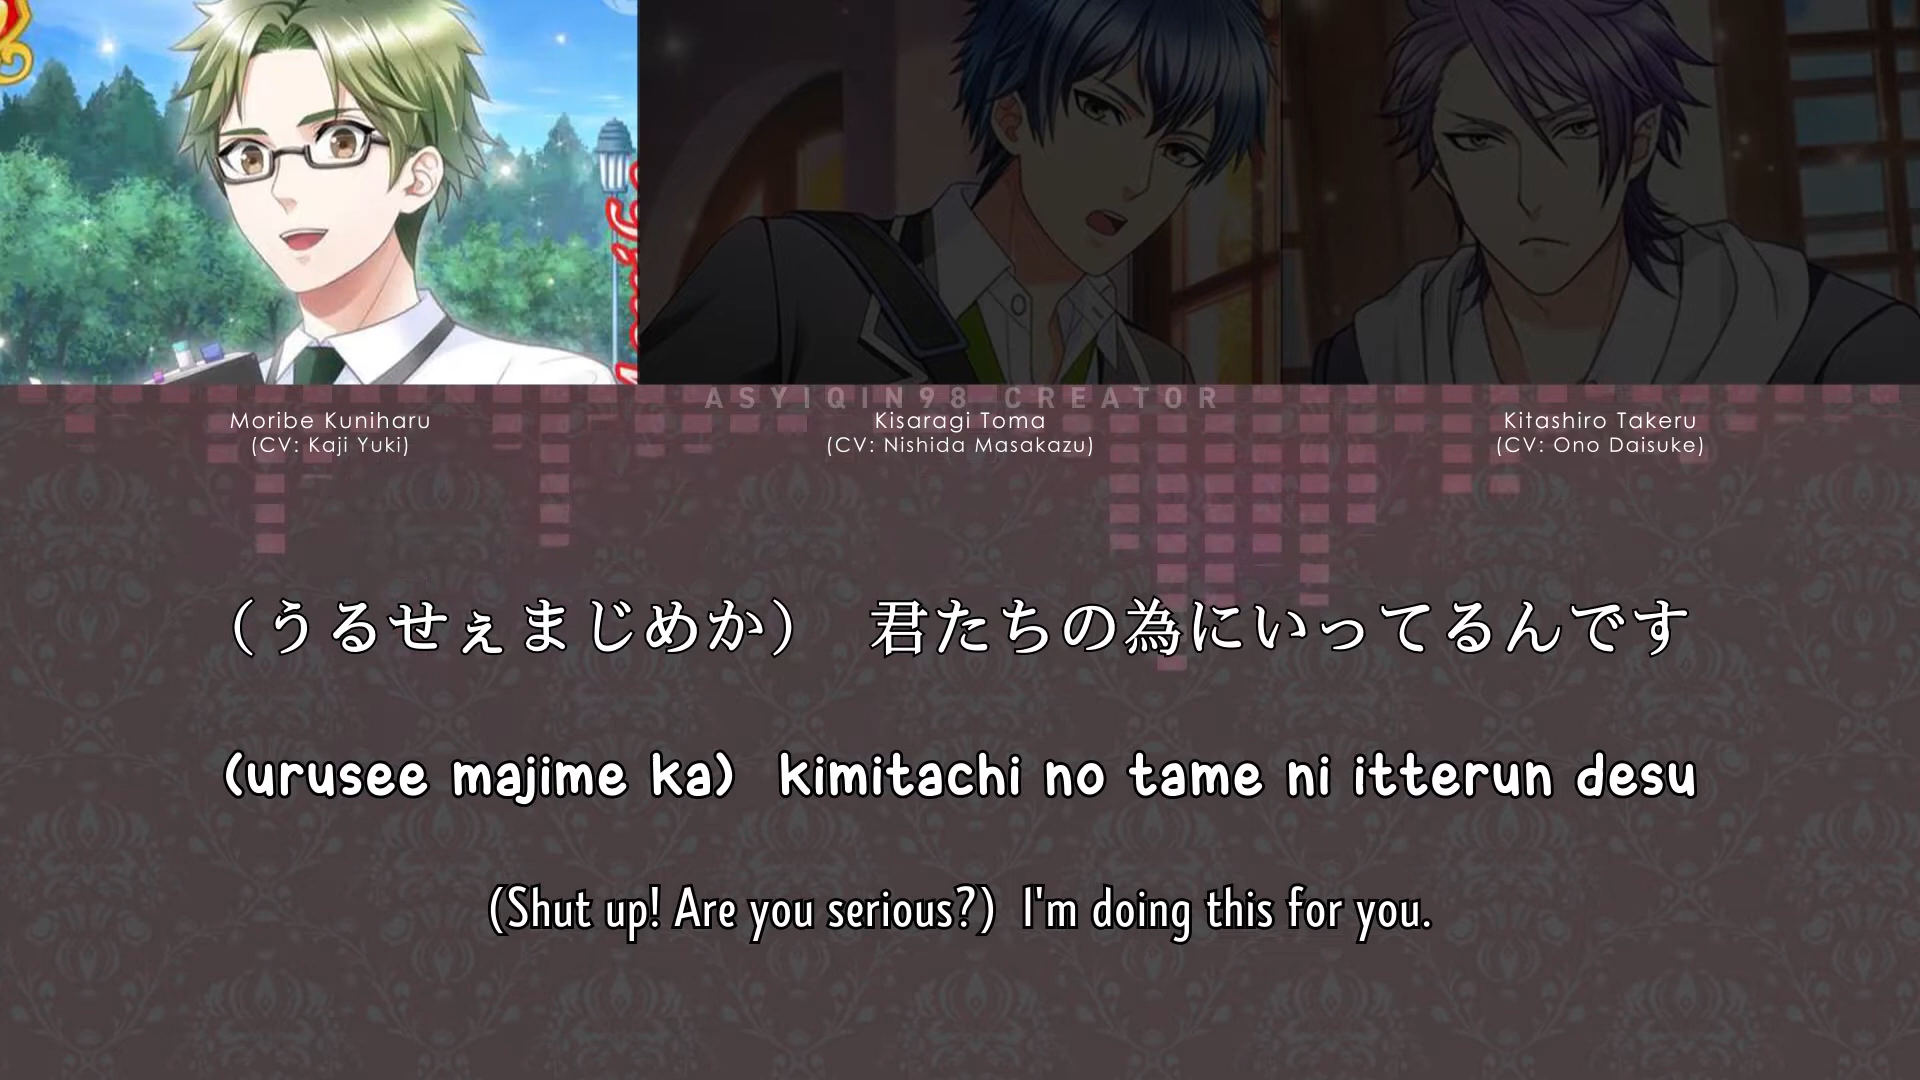 ASYIQIN98 CREATOR
Moribe Kuniharu
(CV: Kaji Yuki)
Kisaragi Toma
(CV: Nishida Masakazu)
Kitashiro Takeru
(CV: Ono Daisuke)
（うるせぇまじめか） 君たちの為にいってるんです
(urusee majime ka) kimitachi no tame ni itterun desu
(Shut up! Are you serious?) I'm doing this for you.